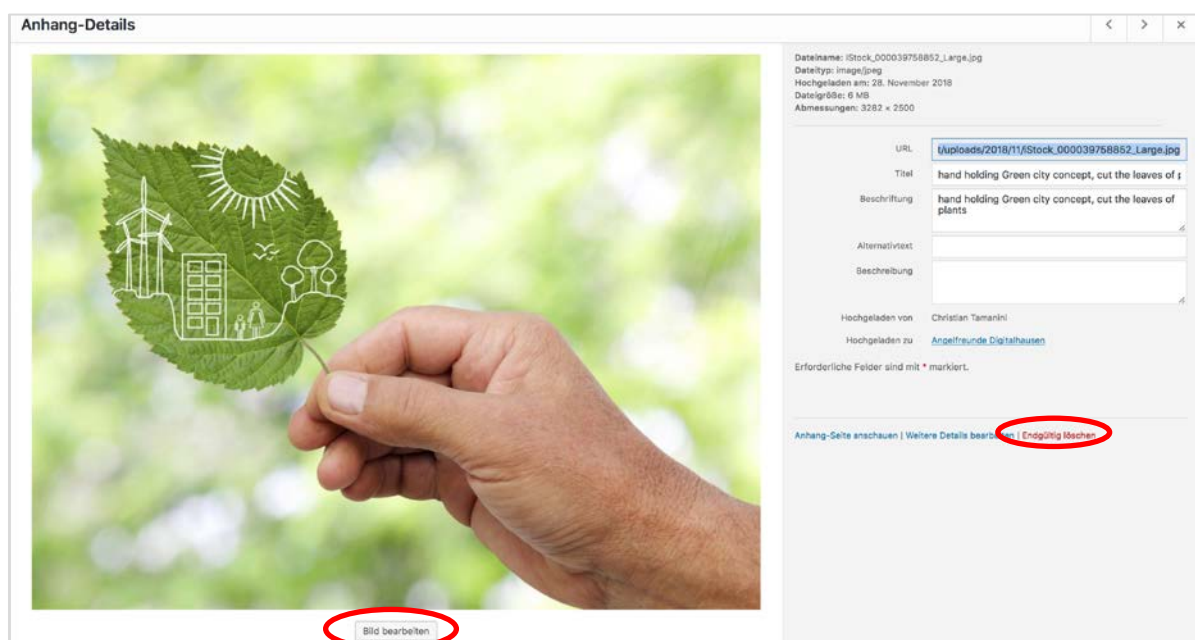 Anhang-Details
Dateiname: iStock_000039758852_Large.jpg
Dateityp: image/jpeg
Hochgeladen am: 28. November 2018
Dateigröße: 6 MB
Abmessungen: 3282 × 2500
URL t/uploads/2018/11/iStock_000039758852_Large.jpg
Titel hand holding Green city concept, cut the leaves of p
Beschriftung hand holding Green city concept, cut the leaves of
plants
Alternativtext
Beschreibung
Hochgeladen von Christian Tamanini
Hochgeladen zu Angelfreunde Digitalhausen
Erforderliche Felder sind mit * markiert.
Anhang-Seite anschauen | Weitere Details bearbeiten | Endgültig löschen
Bild bearbeiten